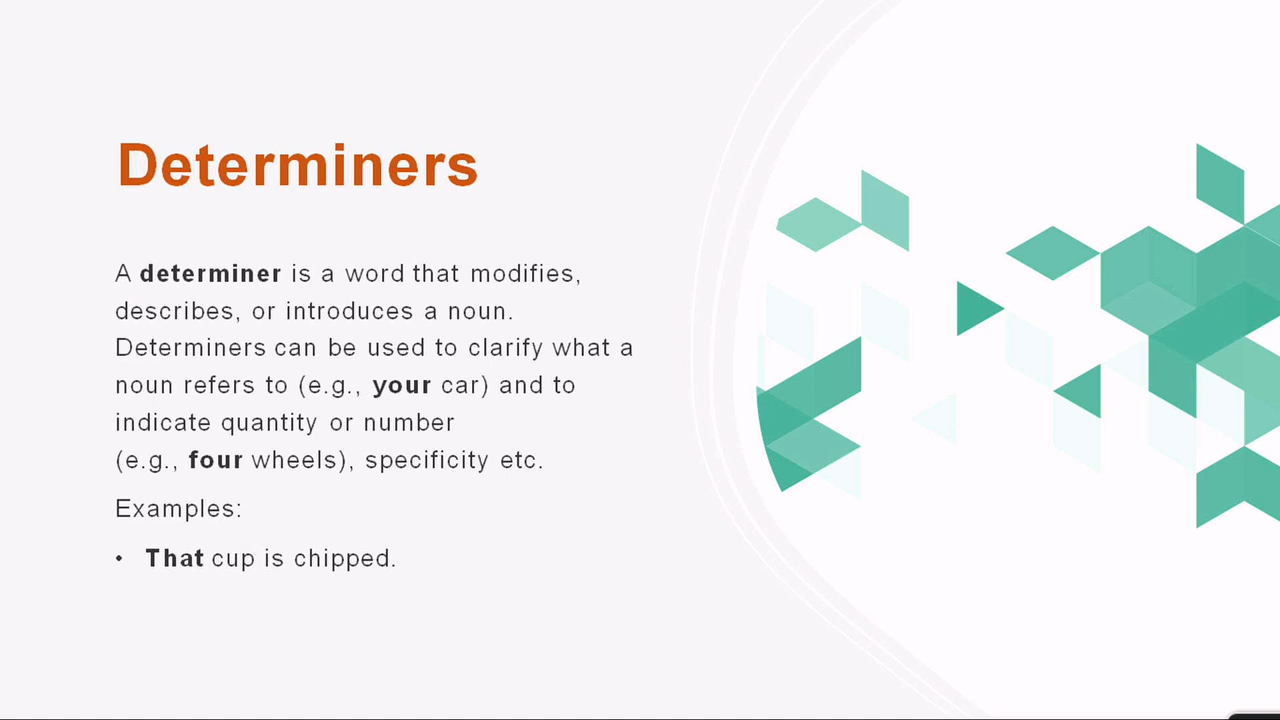 Determiners
A determiner is a word that modifies,
describes, or introduces a noun.
Determiners can be used to clarify what a
noun refers to (e.g., your car) and to
indicate quantity or number
(e.g., four wheels), specificity etc.
Examples:
• That cup is chipped.